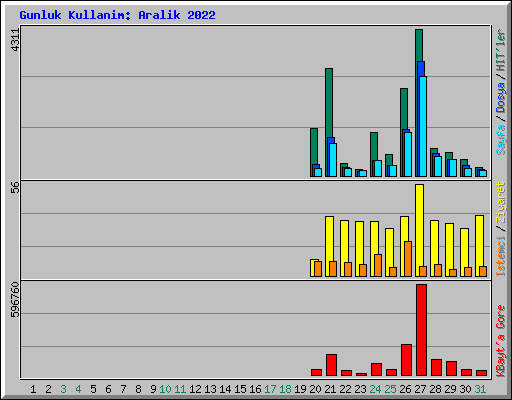 Gunluk Kullanim: Aralik 2022
4311
Sayfa / Dosya / HIT'ler
56
Istemci / Ziyaret
596760
KBayt'a Gore
1 2 3 4 5 6 7 8 9 10 11 12 13 14 15 16 17 18 19 20 21 22 23 24 25 26 27 28 29 30 31